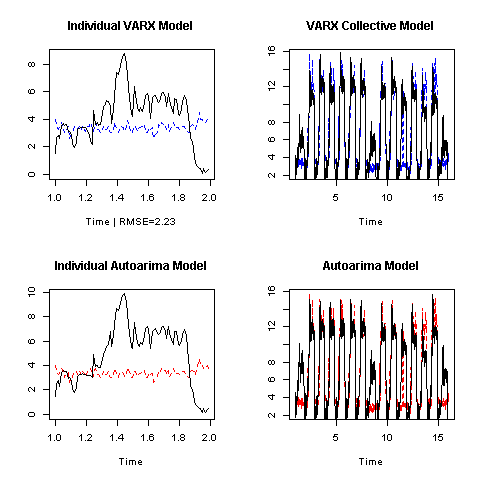 Individual VARX Model
VARX Collective Model
8
6
4
2
0
1.0 1.2 1.4 1.6 1.8 2.0
Time | RMSE=2.23
16
12
8
6
4
2
5 10 15
Time
Individual Autoarima Model
Autoarima Model
10
8
6
4
2
0
1.0 1.2 1.4 1.6 1.8 2.0
Time
16
12
8
6
4
2
5 10 15
Time